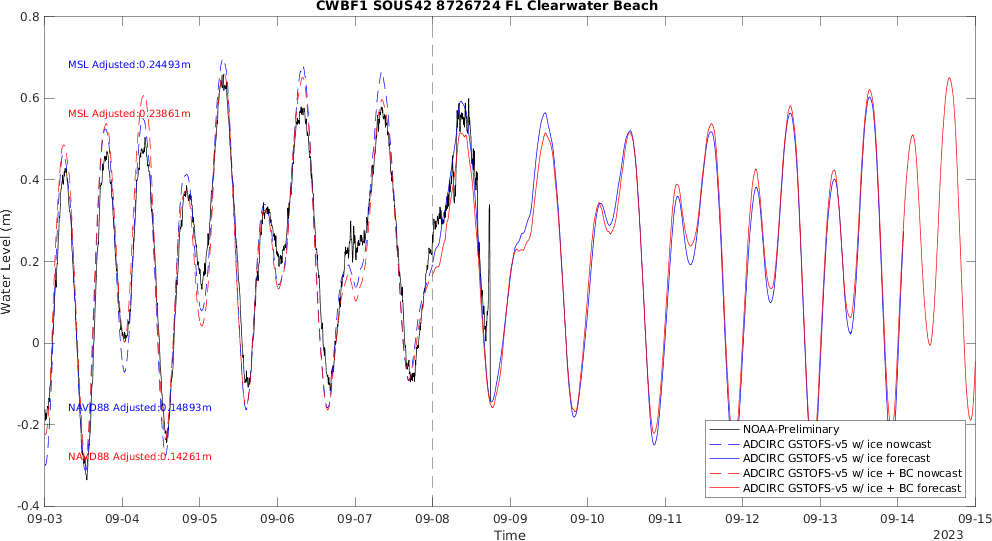 CWBF1 SOUS42 8726724 FL Clearwater Beach
0.8
0.6
0.4
0.2
0
-0.2
-0.4
Water Level (m)
MSL Adjusted:0.24493m
MSL Adjusted:0.23861m
NAVD88 Adjusted:0.14893m
NAVD88 Adjusted:0.14261m
NOAA-Preliminary
ADCIRC GSTOFS-v5 w/ ice nowcast
ADCIRC GSTOFS-v5 w/ ice forecast
ADCIRC GSTOFS-v5 w/ ice + BC nowcast
ADCIRC GSTOFS-v5 w/ ice + BC forecast
09-03 09-04 09-05 09-06 09-07 09-08 09-09 09-10 09-11 09-12 09-13 09-14 09-15
Time
2023